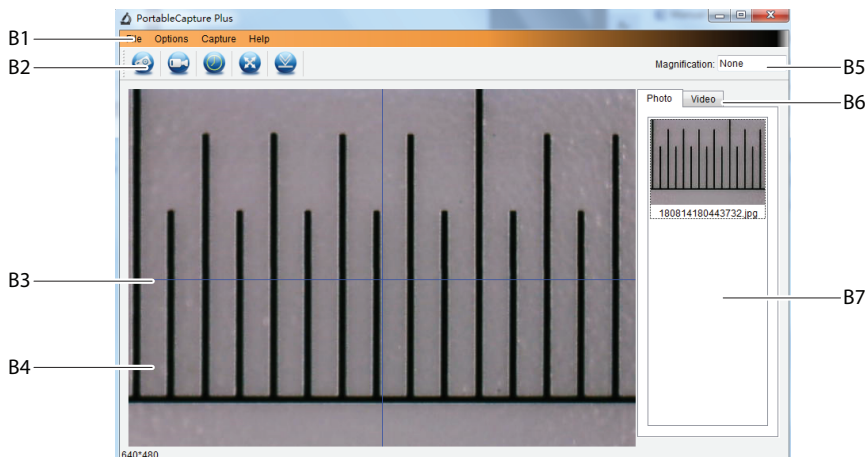 PortableCapture Plus
B1
File Options Capture Help
B2
Magnification: None
B5
Photo Video
B6
180814180443732.jpg
B3
B7
B4
640*480